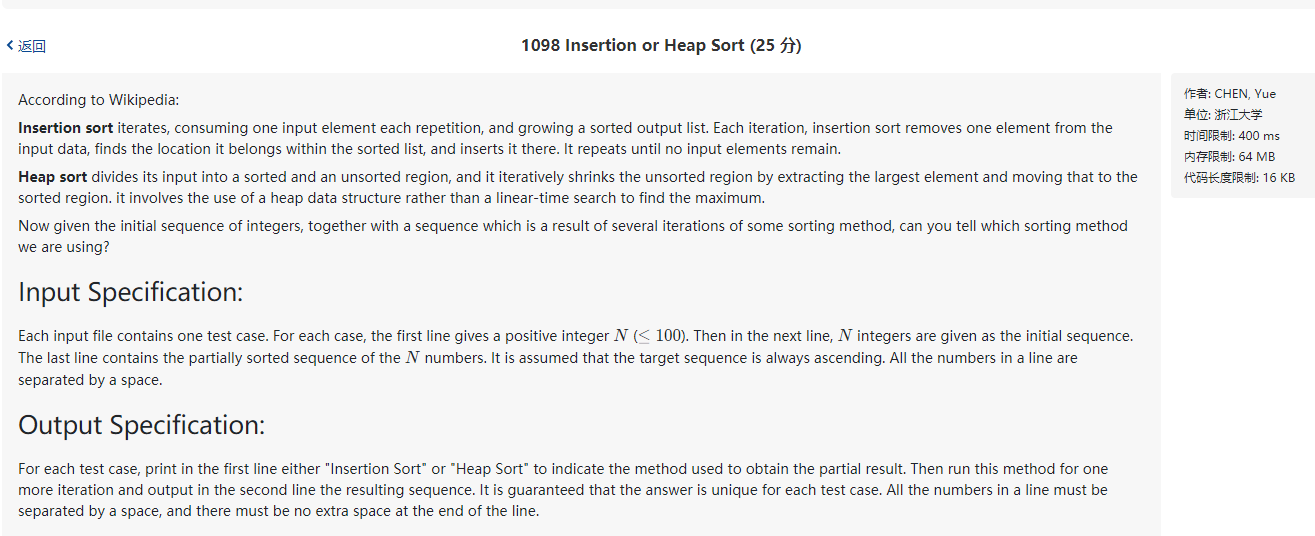 返回
1098 Insertion or Heap Sort (25 分)
According to Wikipedia:
Insertion sort iterates, consuming one input element each repetition, and growing a sorted output list. Each iteration, insertion sort removes one element from the
input data, finds the location it belongs within the sorted list, and inserts it there. It repeats until no input elements remain.
Heap sort divides its input into a sorted and an unsorted region, and it iteratively shrinks the unsorted region by extracting the largest element and moving that to the
sorted region. it involves the use of a heap data structure rather than a linear-time search to find the maximum.
Now given the initial sequence of integers, together with a sequence which is a result of several iterations of some sorting method, can you tell which sorting method
we are using?
Input Specification:
Each input file contains one test case. For each case, the first line gives a positive integer N (≤ 100). Then in the next line, N integers are given as the initial sequence.
The last line contains the partially sorted sequence of the N numbers. It is assumed that the target sequence is always ascending. All the numbers in a line are
separated by a space.
Output Specification:
For each test case, print in the first line either "Insertion Sort" or "Heap Sort" to indicate the method used to obtain the partial result. Then run this method for one
more iteration and output in the second line the resulting sequence. It is guaranteed that the answer is unique for each test case. All the numbers in a line must be
separated by a space, and there must be no extra space at the end of the line.
作者: CHEN, Yue
单位: 浙江大学
时间限制: 400 ms
内存限制: 64 MB
代码长度限制: 16 KB